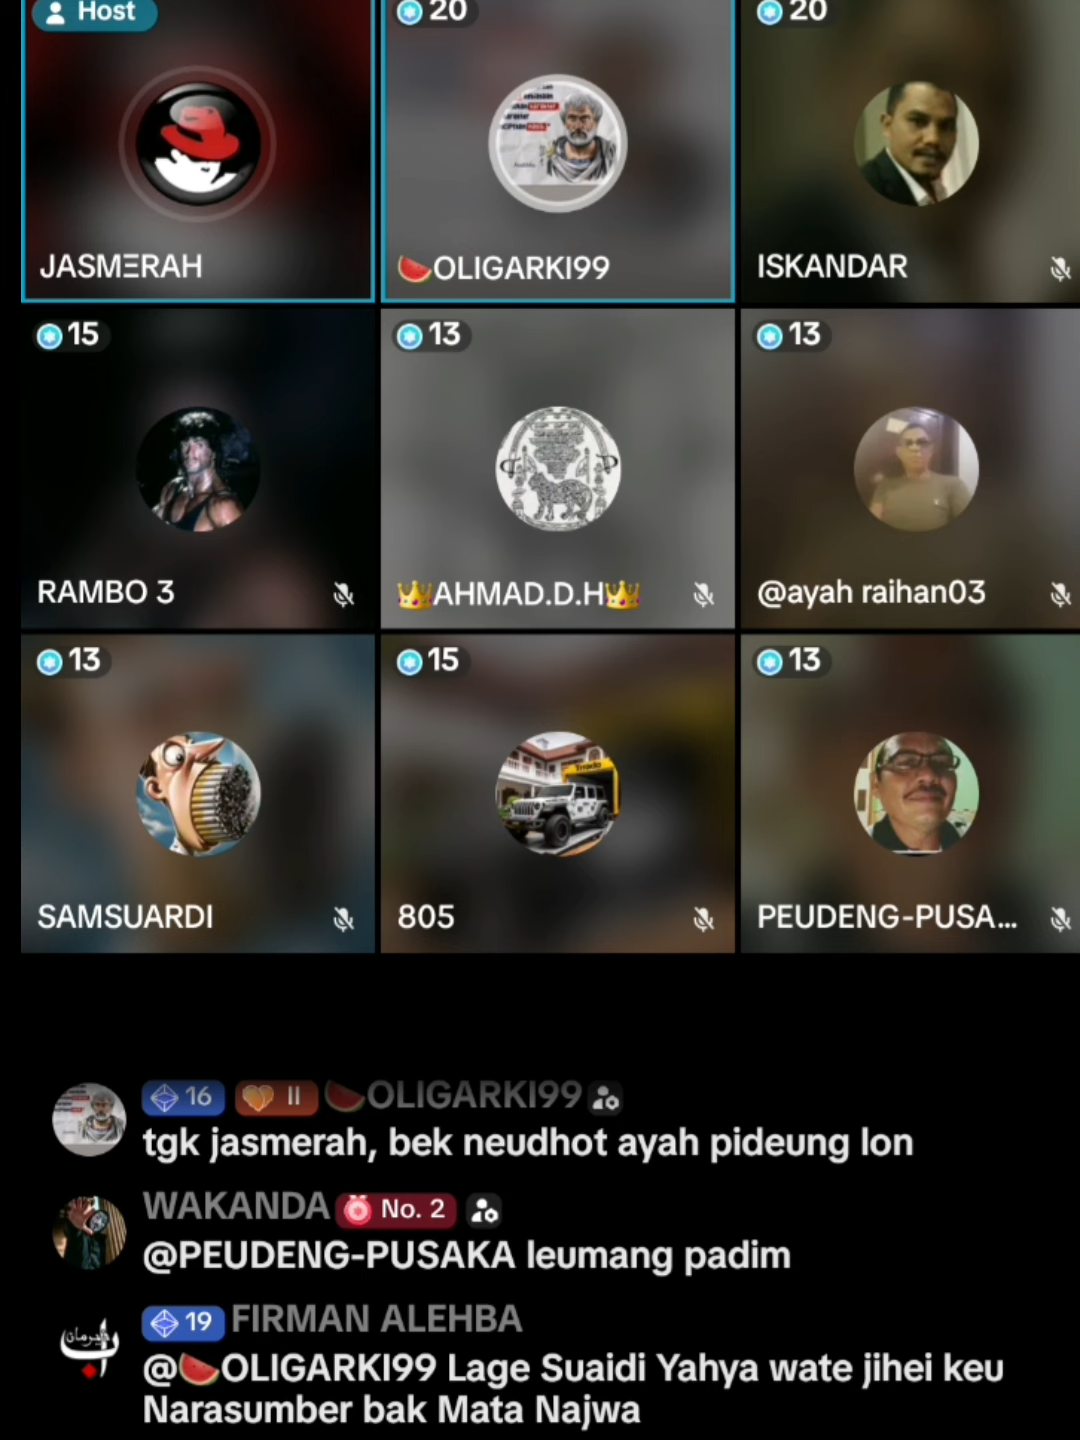 Host
20
20
JASMΞRAH
🍉OLIGARKI99
ISKANDAR
15
13
13
RAMBO 3
👑AHMAD.D.H👑
@ayah raihan03
13
15
13
SAMSUARDI
805
PEUDENG-PUSA...
16 II 🍉OLIGARKI99
tgk jasmerah, bek neudhot ayah pideung lon
WAKANDA No. 2
@PEUDENG-PUSAKA leumang padim
19 FIRMAN ALEHBA
@🍉OLIGARKI99 Lage Suaidi Yahya wate jihei keu
Narasumber bak Mata Najwa